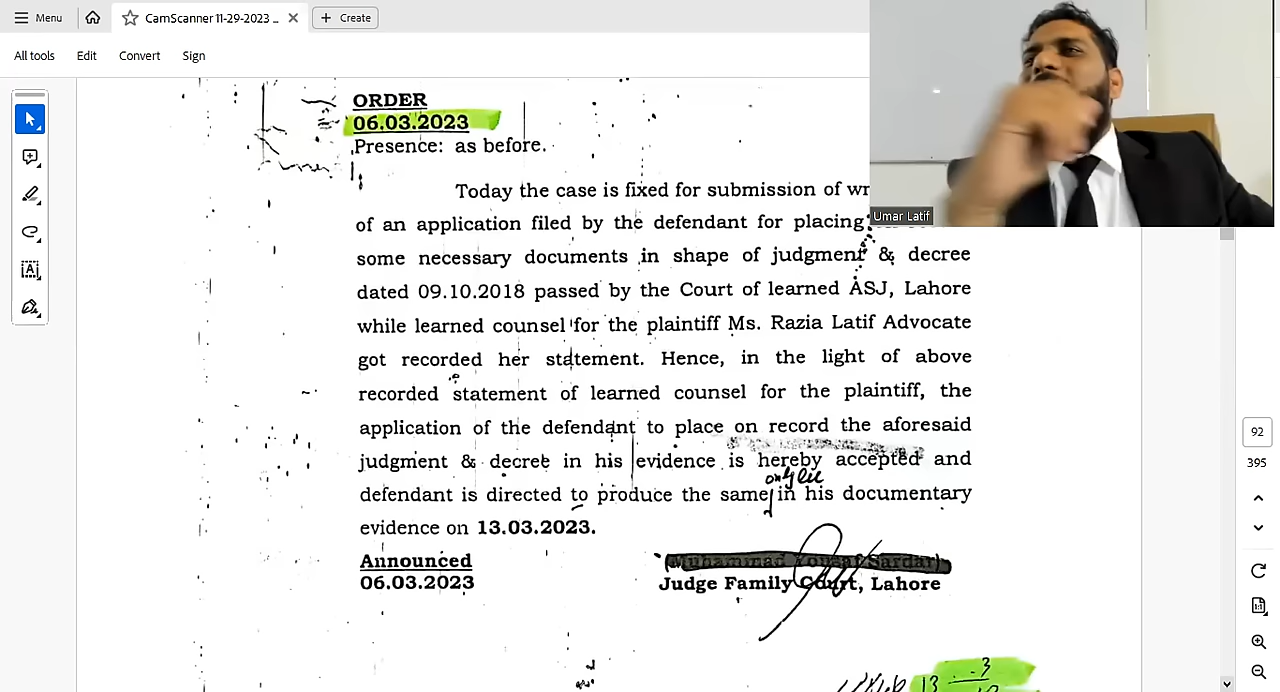 Menu
CamScanner 11-29-2023 ...
Create
All tools Edit Convert Sign
ORDER
06.03.2023
Presence: as before.
Today the case is fixed for submission of
of an application filed by the defendant for placing
some necessary documents in shape of judgment & decree
dated 09.10.2018 passed by the Court of learned ASJ, Lahore
while learned counsel for the plaintiff Ms. Razia Latif Advocate
got recorded her statement. Hence, in the light of above
recorded statement of learned counsel for the plaintiff, the
application of the defendant to place on record the aforesaid
judgment & decree in his evidence is hereby accepted and
defendant is directed to produce the same in his documentary
evidence on 13.03.2023.
Announced
06.03.2023
Judge Family Court, Lahore
13
3
Umar Latif
92
395